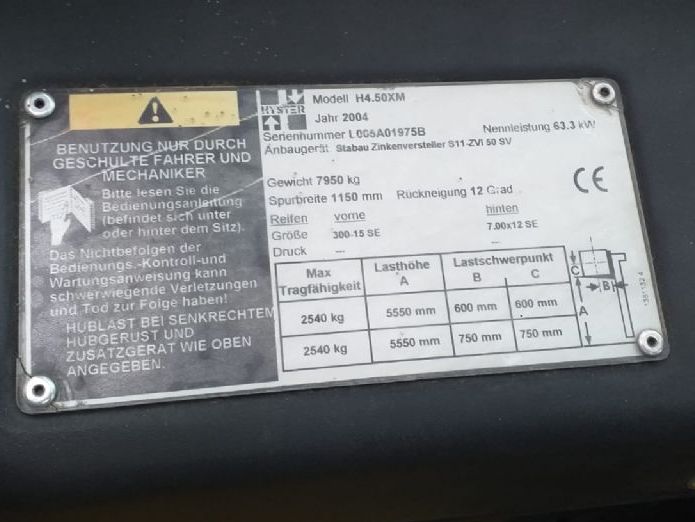 BENUTZUNG NUR DURCH
GESCHULTE FAHRER UND
MECHANIKER
Bitte lesen Sie die
Bedienungsanleitung
(befindet sich unter
oder hinter dem Sitz).
Das Nichtbefolgen der
Bedienungs.-Kontroll-und
Wartungsanweisung kann
schwerwiegende Verletzungen
und Tod zur Folge haben!
HUBLAST BEI SENKRECHTEM
HUBGERUST UND
ZUSATZGERÄT WIE OBEN
ANGEGEBEN.
HYSTER
Modell H4.50XM
Jahr 2004
Seriennummer L005A01975B Nennleistung 63.3 kW
Anbaugerät Stabau Zinkenversteller S11-ZVI 50 SV
Gewicht 7950 kg
Spurbreite 1150 mm Rückneigung 12 Grad
CE
Reifen vorne hinten
Größe 300-15 SE 7.00x12 SE
Druck --- ---
Max Tragfähigkeit Lasthöhe A Lastschwerpunkt B C
2540 kg 5550 mm 600 mm 600 mm
2540 kg 5550 mm 750 mm 750 mm
C
B
A